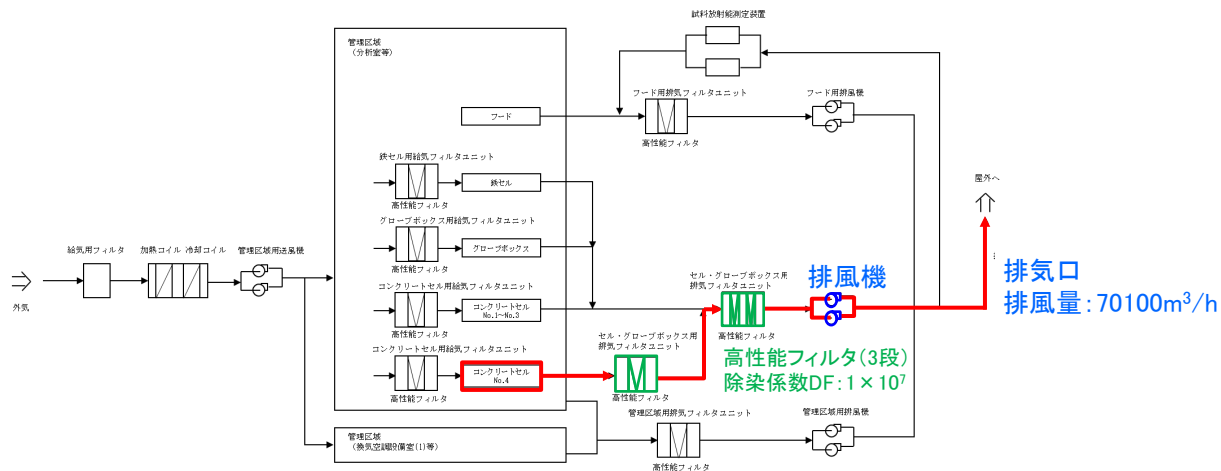 試料放射能測定装置
管理区域
(分析室等)
フード用排気フィルタユニット
フード用排風機
フード
高性能フィルタ
鉄セル用給気フィルタユニット
鉄セル
高性能フィルタ
屋外へ
グローブボックス用給気フィルタユニット
グローブボックス
高性能フィルタ
給気用フィルタ
加熱コイル 冷却コイル
管理区域用送風機
外気
コンクリートセル用給気フィルタユニット
コンクリートセル
No.1~No.3
高性能フィルタ
セル・グローブボックス用
排気フィルタユニット
高性能フィルタ
排風機
排気口
排風量:70100m³/h
コンクリートセル用給気フィルタユニット
コンクリートセル
No.4
高性能フィルタ
セル・グローブボックス用
排気フィルタユニット
高性能フィルタ
高性能フィルタ(3段)
除染係数DF:1×10⁷
管理区域用排気フィルタユニット
管理区域用排風機
高性能フィルタ
管理区域
(換気空調設備室(1)等)